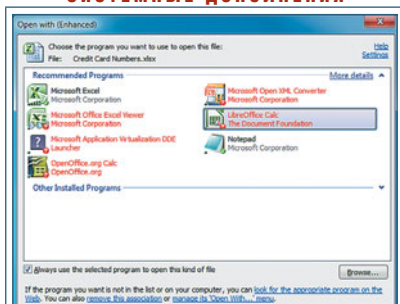 СИСТЕМНЫЕ ДОПОЛНЕНИЯ
Open with (Enhanced)
Choose the program you want to use to open this file:
File: Credit Card Numbers.xlsx
Help
Settings
Recommended Programs
More details
Microsoft Excel
Microsoft Corporation
Microsoft Open XML Converter
Microsoft Corporation
Microsoft Office Excel Viewer
Microsoft Corporation
LibreOffice Calc
The Document Foundation
Microsoft Application Virtualization DDE
Launcher
Notepad
Microsoft Corporation
OpenOffice.org Calc
OpenOffice.org
Other Installed Programs
Always use the selected program to open this kind of file
Browse...
If the program you want is not in the list or on your computer, you can look for the appropriate program on the
Web. You can also remove this association or manage its 'Open With...' menu.